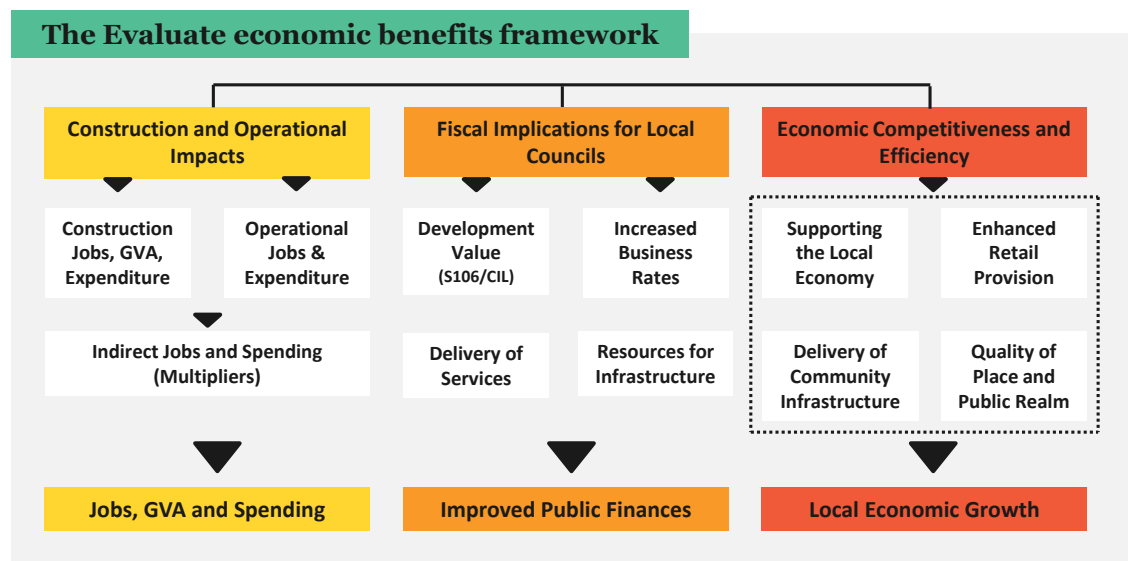 The Evaluate economic benefits framework
Construction and Operational
Impacts
Fiscal Implications for Local
Councils
Economic Competitiveness and
Efficiency
Construction
Jobs, GVA,
Expenditure
Operational
Jobs &
Expenditure
Development
Value
(S106/CIL)
Increased
Business
Rates
Supporting
the Local
Economy
Enhanced
Retail
Provision
Indirect Jobs and Spending
(Multipliers)
Delivery of
Services
Resources for
Infrastructure
Delivery of
Community
Infrastructure
Quality of
Place and
Public Realm
Jobs, GVA and Spending
Improved Public Finances
Local Economic Growth